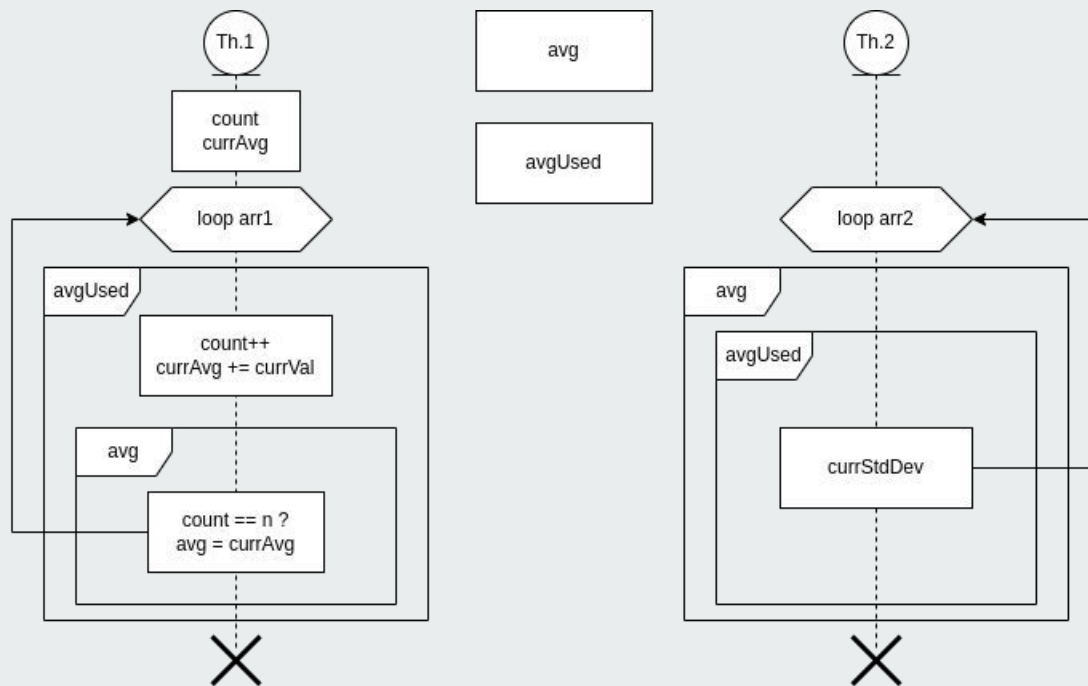 Th.1
count
currAvg
loop arr1
avgUsed
count++
currAvg += currVal
avg
count == n ?
avg = currAvg
avg
avgUsed
Th.2
loop arr2
avg
avgUsed
currStdDev